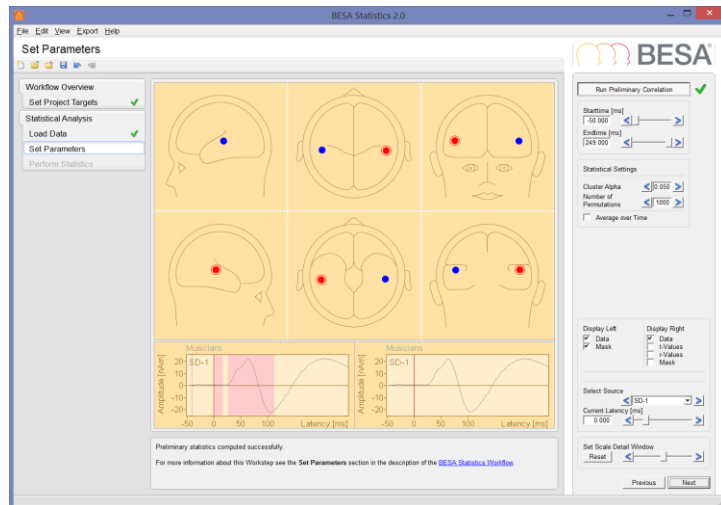 BESA Statistics 2.0
File Edit View Export Help
Set Parameters
BESA
Workflow Overview
Set Project Targets
Statistical Analysis
Load Data
Set Parameters
Perform Statistics
Run Preliminary Correlation
Starttime [ms]
-50.000
Endtime [ms]
249.000
Statistical Settings
Cluster Alpha 0.050
Number of
Permutations 1000
Average over Time
Musicians
SD-1
Amplitude [nAm]
20
10
0
-10
-20
-50 0 50 100 Latency [ms]
Musicians
SD-1
Amplitude [nAm]
20
10
0
-10
-20
-50 0 50 100 Latency [ms]
Display Left
Data
Mask
Display Right
Data
t-Values
r-Values
Mask
Select Source
SD-1
Current Latency [ms]
0.000
Set Scale Detail Window
Reset
Preliminary statistics computed successfully.
For more information about this Workstep see the Set Parameters section in the description of the BESA Statistics Workflow.
Previous Next